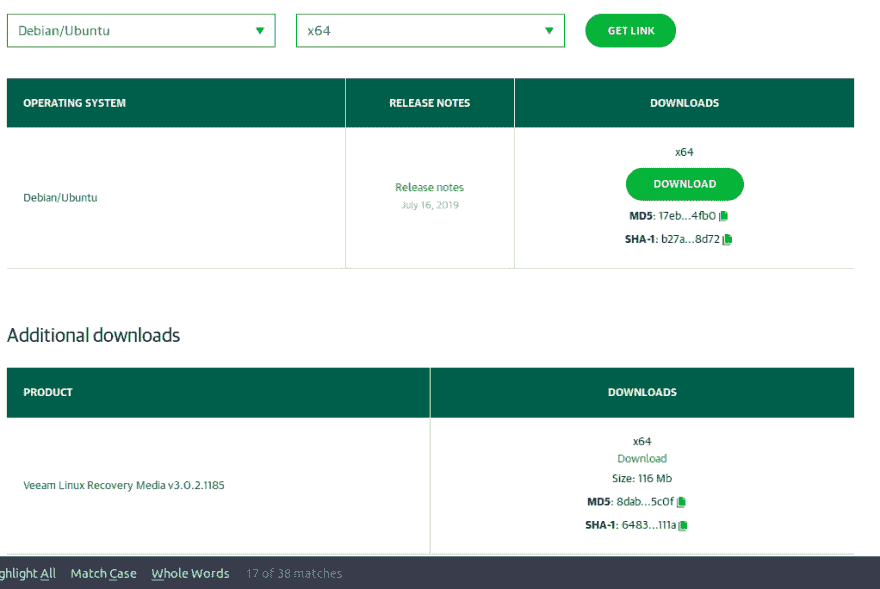 Debian/Ubuntu
x64
GET LINK
OPERATING SYSTEM
RELEASE NOTES
DOWNLOADS
x64
Debian/Ubuntu
Release notes
July 16, 2019
DOWNLOAD
MD5: 17eb...4fb0
SHA-1: b27a...8d72
Additional downloads
PRODUCT
DOWNLOADS
Veeam Linux Recovery Media v3.0.2.1185
x64
Download
Size: 116 Mb
MD5: 8dab...5c0f
SHA-1: 6483...111a
ghlight All Match Case Whole Words 17 of 38 matches